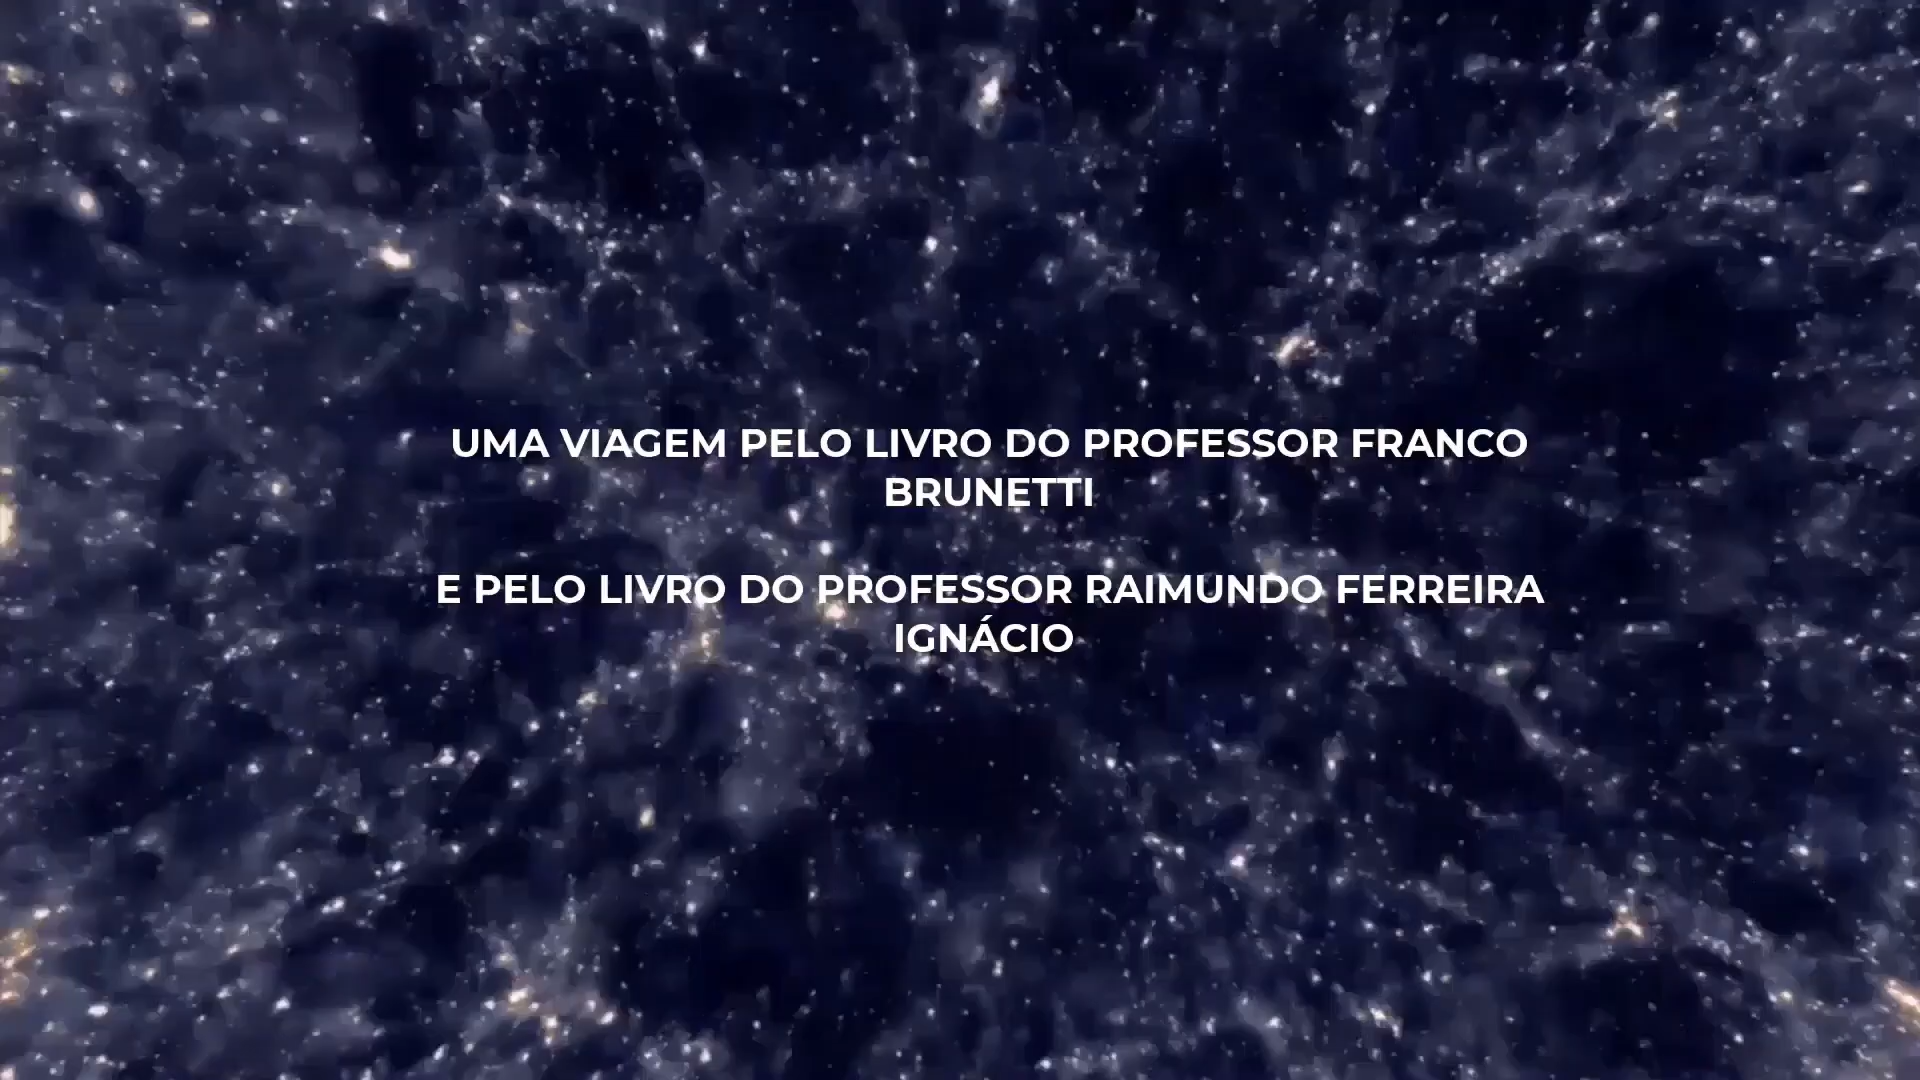 UMA VIAGEM PELO LIVRO DO PROFESSOR FRANCO
BRUNETTI
E PELO LIVRO DO PROFESSOR RAIMUNDO FERREIRA
IGNÁCIO